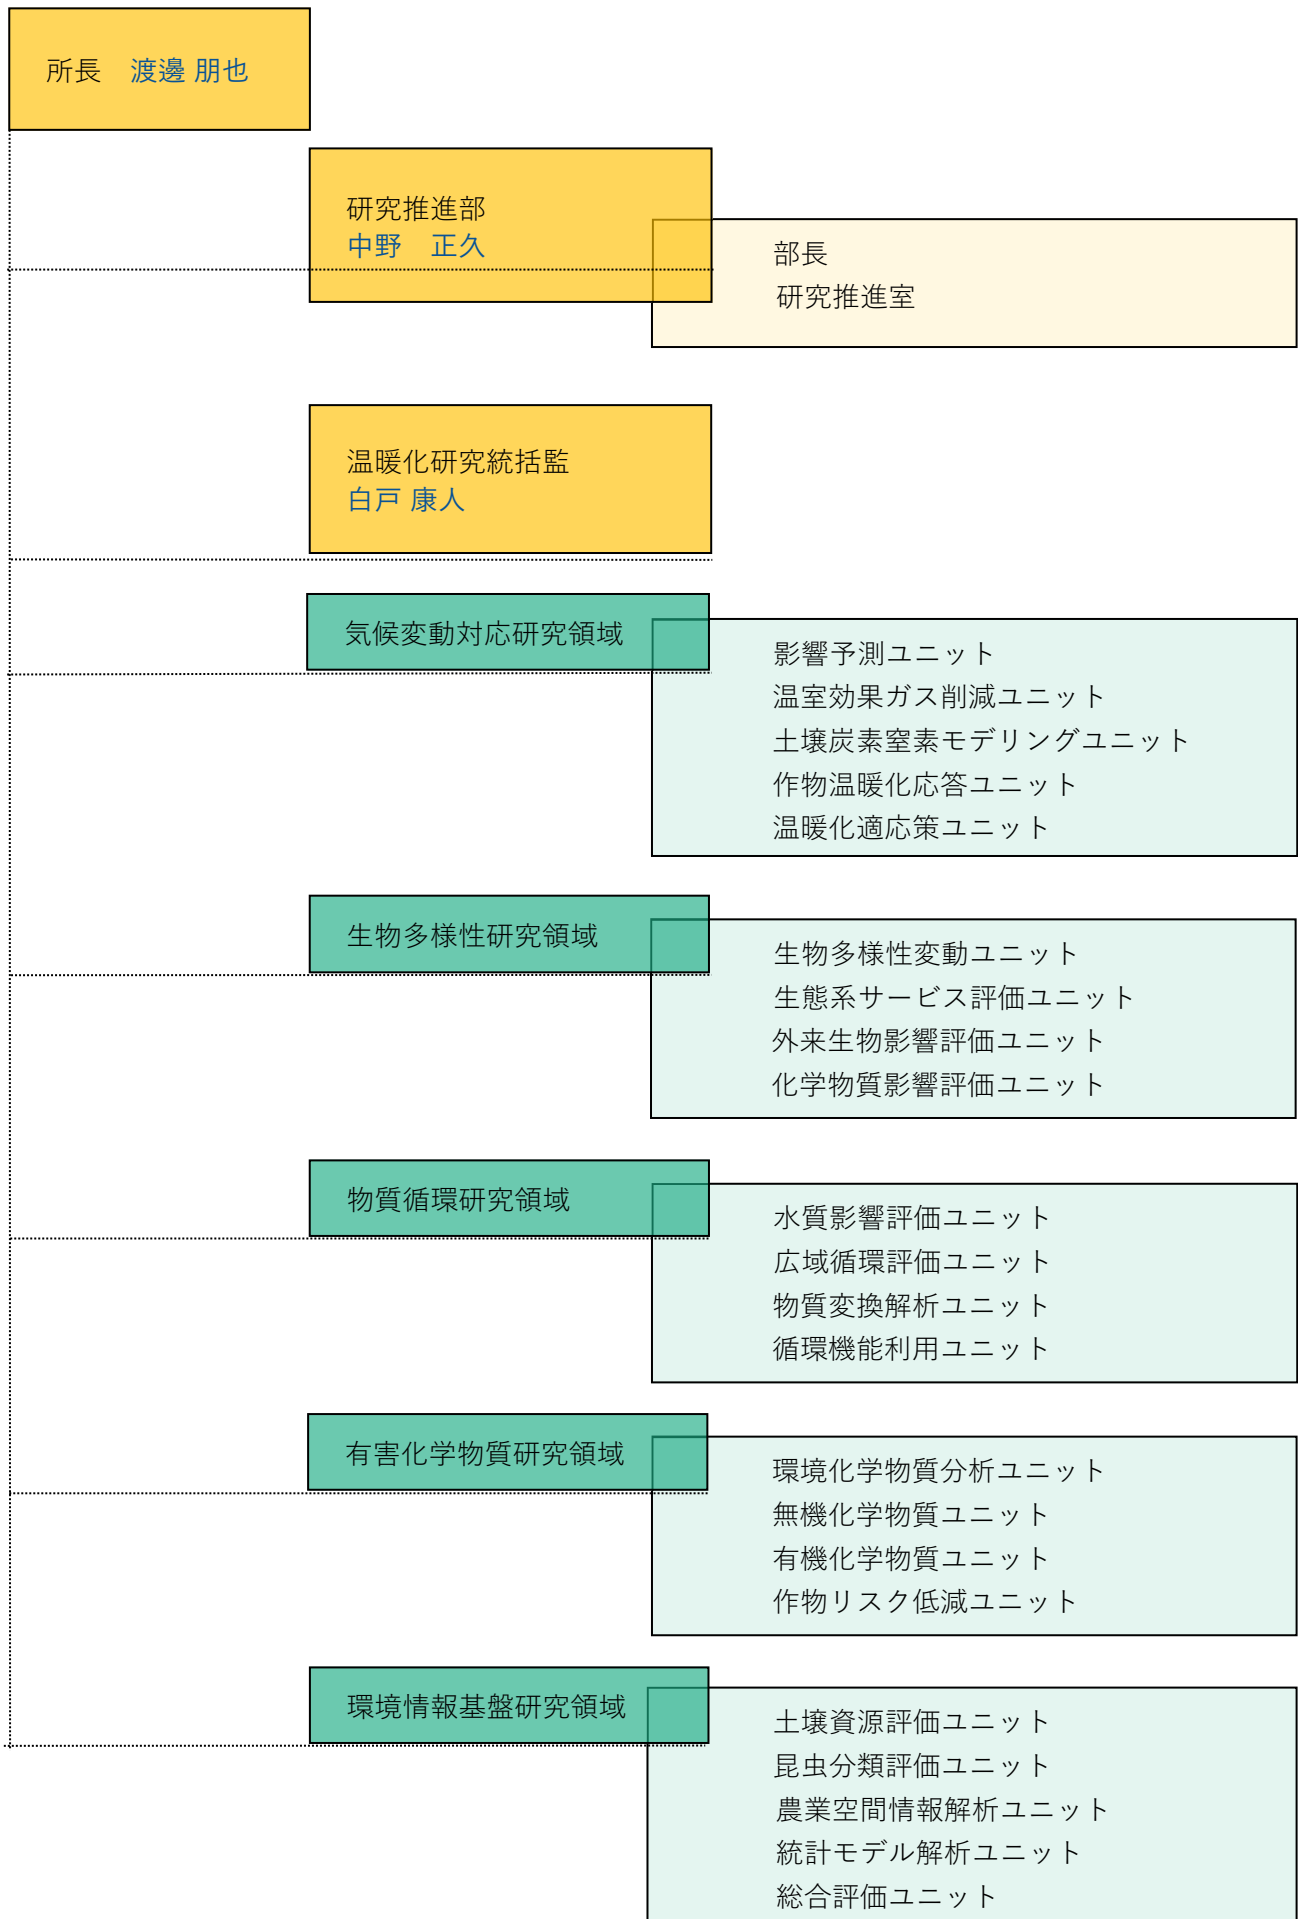 所長　渡邊 朋也
研究推進部
中野　正久
部長
研究推進室
温暖化研究統括監
白戸 康人
気候変動対応研究領域
影響予測ユニット
温室効果ガス削減ユニット
土壌炭素窒素モデリングユニット
作物温暖化応答ユニット
温暖化適応策ユニット
生物多様性研究領域
生物多様性変動ユニット
生態系サービス評価ユニット
外来生物影響評価ユニット
化学物質影響評価ユニット
物質循環研究領域
水質影響評価ユニット
広域循環評価ユニット
物質変換解析ユニット
循環機能利用ユニット
有害化学物質研究領域
環境化学物質分析ユニット
無機化学物質ユニット
有機化学物質ユニット
作物リスク低減ユニット
環境情報基盤研究領域
土壌資源評価ユニット
昆虫分類評価ユニット
農業空間情報解析ユニット
統計モデル解析ユニット
総合評価ユニット